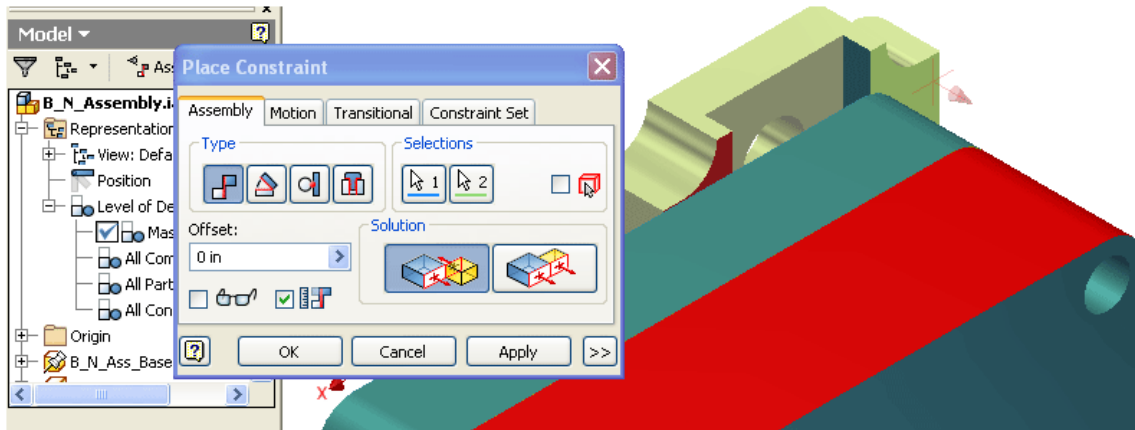 Model
As
Place Constraint
B_N_Assembly.i
Assembly Motion Transitional Constraint Set
Representation
Type
Selections
View: Defa
Position
1 2
Level of De
Offset:
Solution
Mas
0 in
All Com
All Part
All Con
Origin
OK Cancel Apply >>
B_N_Ass_Base
X